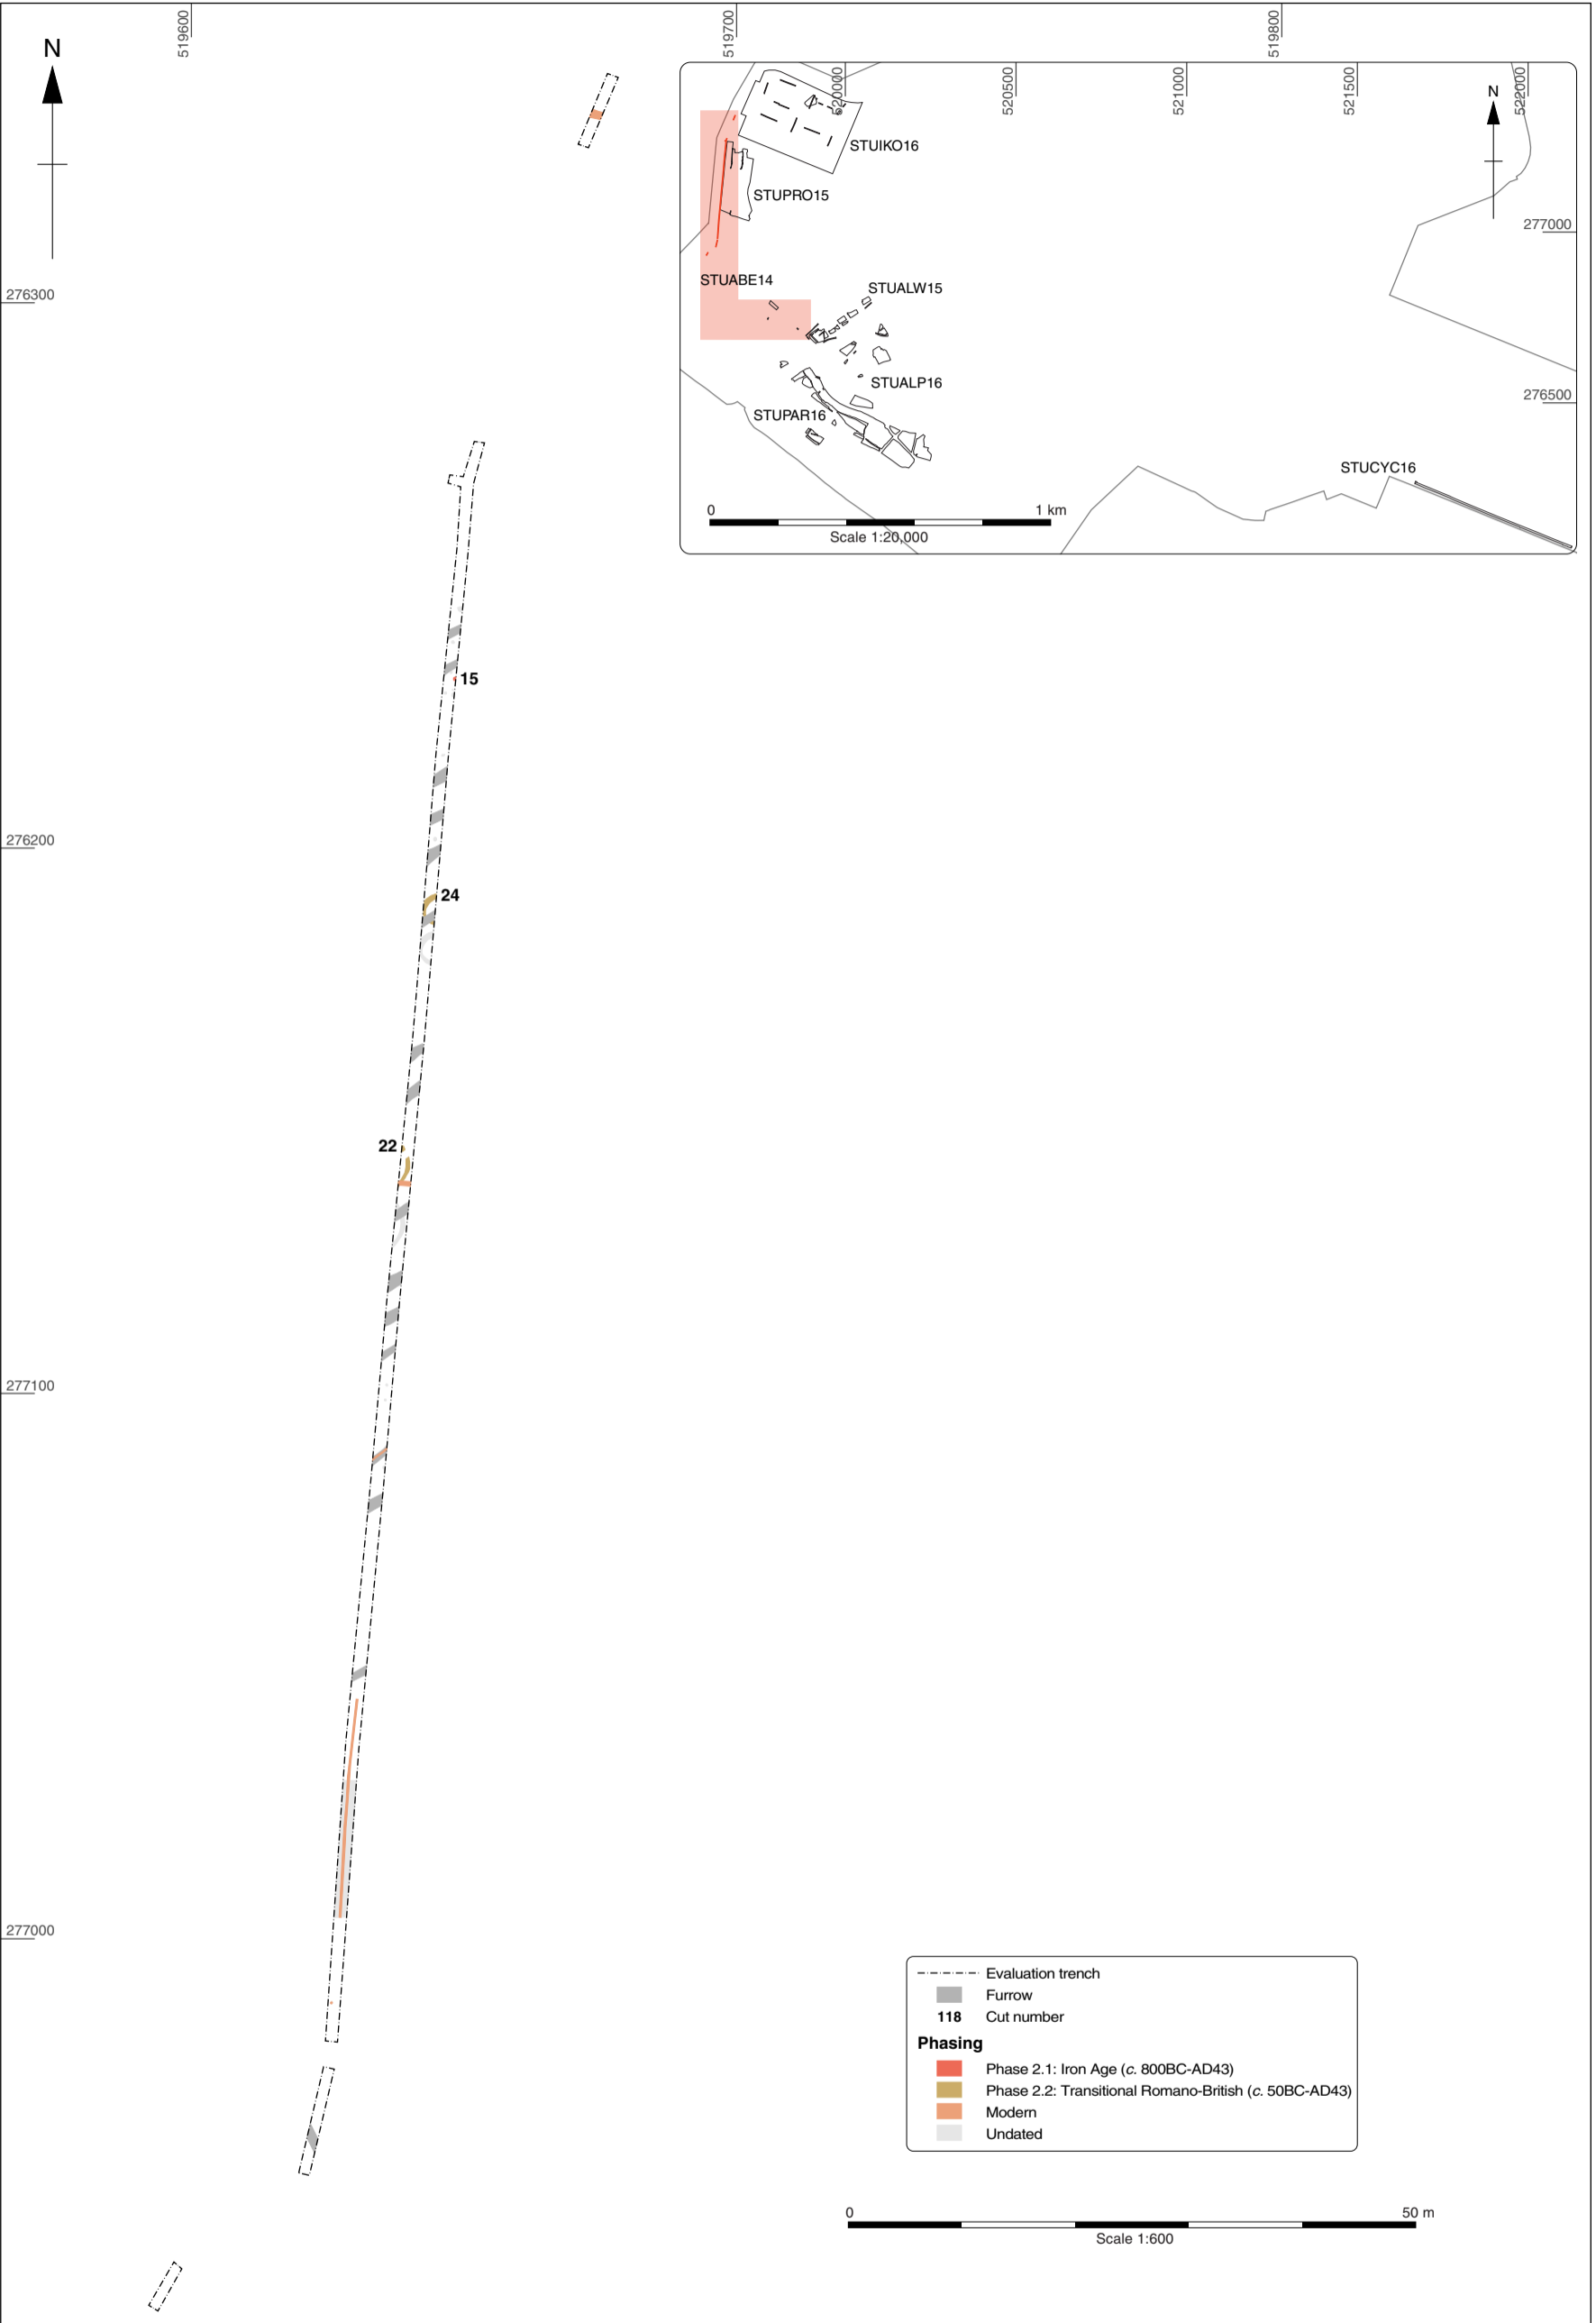 519600
519700
519800
N
520000
520500
521000
521500
522000
N
STUIKO16
STUPRO15
277000
STUABE14
STUALW15
276300
STUALP16
276500
STUPAR16
STUCYC16
0 1 km
Scale 1:20,000
15
276200
24
22
277100
277000
Evaluation trench
Furrow
118 Cut number
Phasing
Phase 2.1: Iron Age (c. 800BC-AD43)
Phase 2.2: Transitional Romano-British (c. 50BC-AD43)
Modern
Undated
0 50 m
Scale 1:600